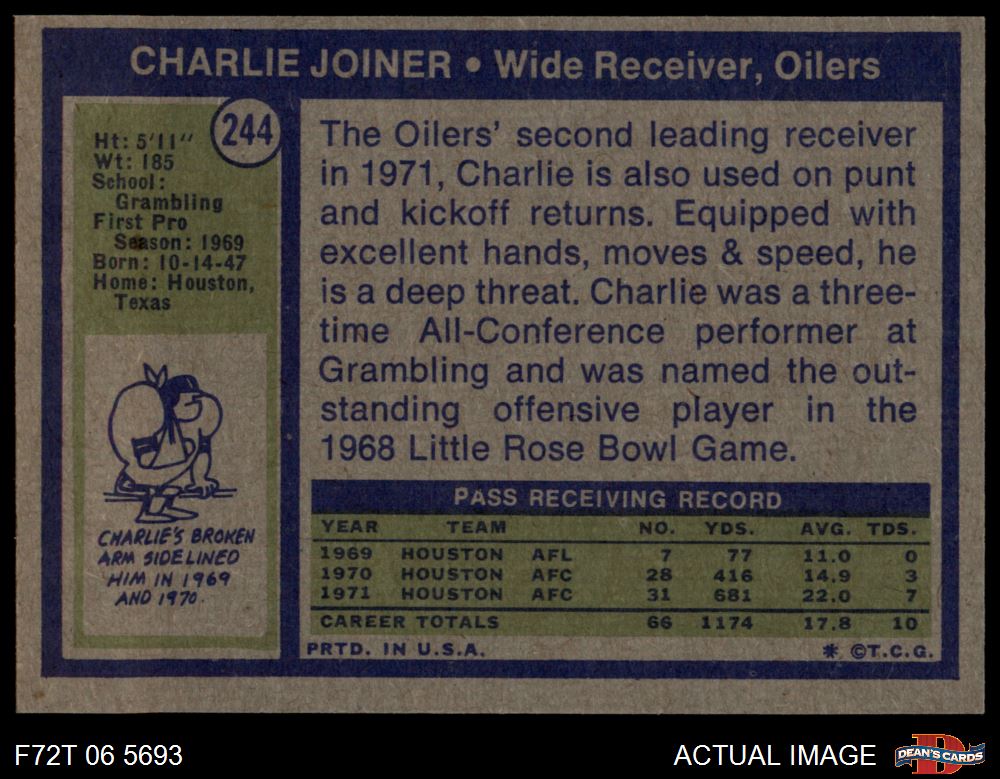 CHARLIE JOINER • Wide Receiver, Oilers
244
Ht: 5'11"
Wt: 185
School:
Grambling
First Pro
Season: 1969
Born: 10-14-47
Home: Houston,
Texas
The Oilers' second leading receiver
in 1971, Charlie is also used on punt
and kickoff returns. Equipped with
excellent hands, moves & speed, he
is a deep threat. Charlie was a three-
time All-Conference performer at
Grambling and was named the out-
standing offensive player in the
1968 Little Rose Bowl Game.
CHARLIE'S BROKEN
ARM SIDELINED
HIM IN 1969
AND 1970.
PASS RECEIVING RECORD
YEAR TEAM NO. YDS. AVG. TDS.
1969 HOUSTON AFL 7 77 11.0 0
1970 HOUSTON AFC 28 416 14.9 3
1971 HOUSTON AFC 31 681 22.0 7
CAREER TOTALS 66 1174 17.8 10
PRTD. IN U.S.A. * ©T.C.G.
F72T 06 5693 ACTUAL IMAGE
D
DEAN'S CARDS